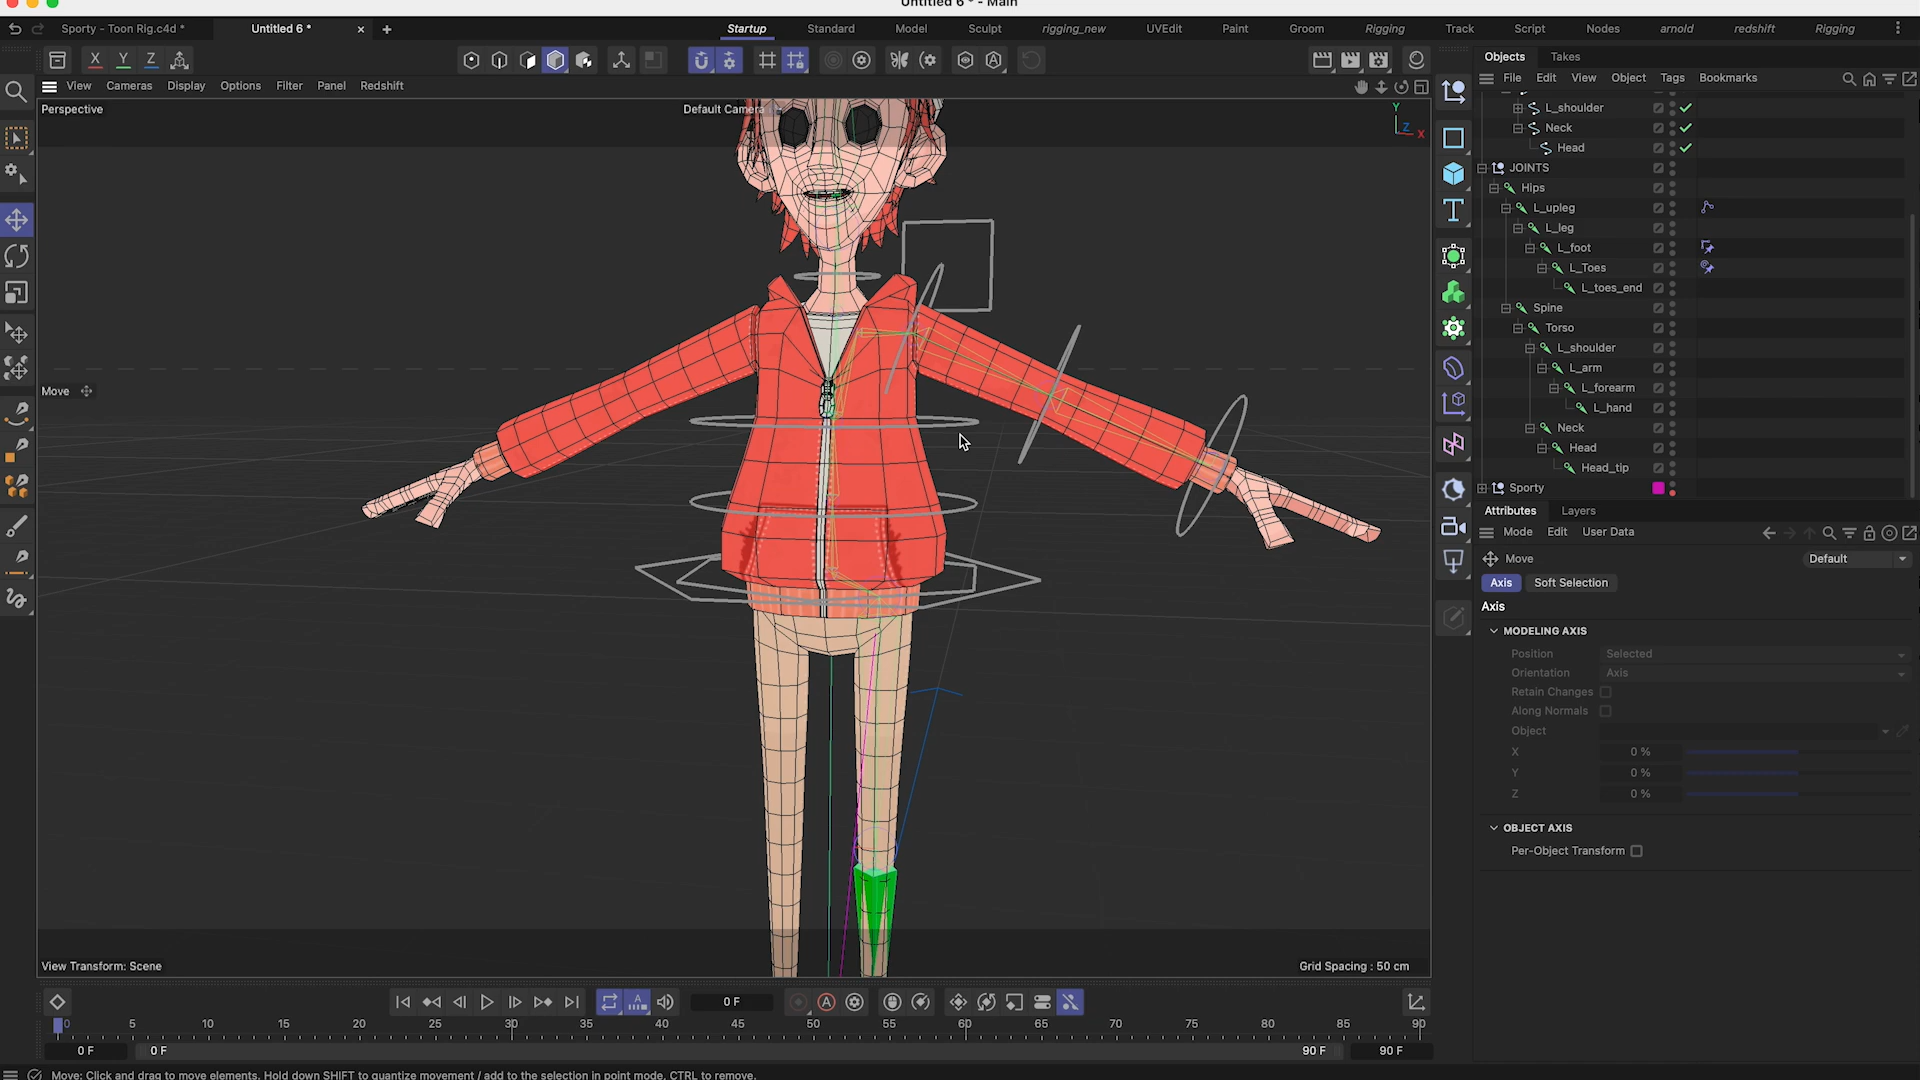 Untitled 6 * - Main
Sporty - Toon Rig.c4d *
Untitled 6 *
Startup
Standard
Model
Sculpt
rigging_new
UVEdit
Paint
Groom
Rigging
Track
Script
Nodes
arnold
redshift
Rigging
X
Y
Z
Objects
Takes
View
Cameras
Display
Options
Filter
Panel
Redshift
File
Edit
View
Object
Tags
Bookmarks
Perspective
Default Camera
Y
Z
X
L_shoulder
Neck
Head
JOINTS
Hips
L_upleg
L_leg
L_foot
L_Toes
L_toes_end
Spine
Torso
L_shoulder
L_arm
L_forearm
L_hand
Neck
Head
Head_tip
Sporty
Move
Attributes
Layers
Mode
Edit
User Data
Move
Default
Axis
Soft Selection
Axis
MODELING AXIS
Position
Selected
Orientation
Axis
Retain Changes
Along Normals
Object
X
0 %
Y
0 %
Z
0 %
OBJECT AXIS
Per-Object Transform
View Transform: Scene
Grid Spacing : 50 cm
0 F
0
5
10
15
20
25
30
35
40
45
50
55
60
65
70
75
80
85
90
0 F
0 F
90 F
90 F
Move: Click and drag to move elements. Hold down SHIFT to quantize movement / add to the selection in point mode, CTRL to remove.